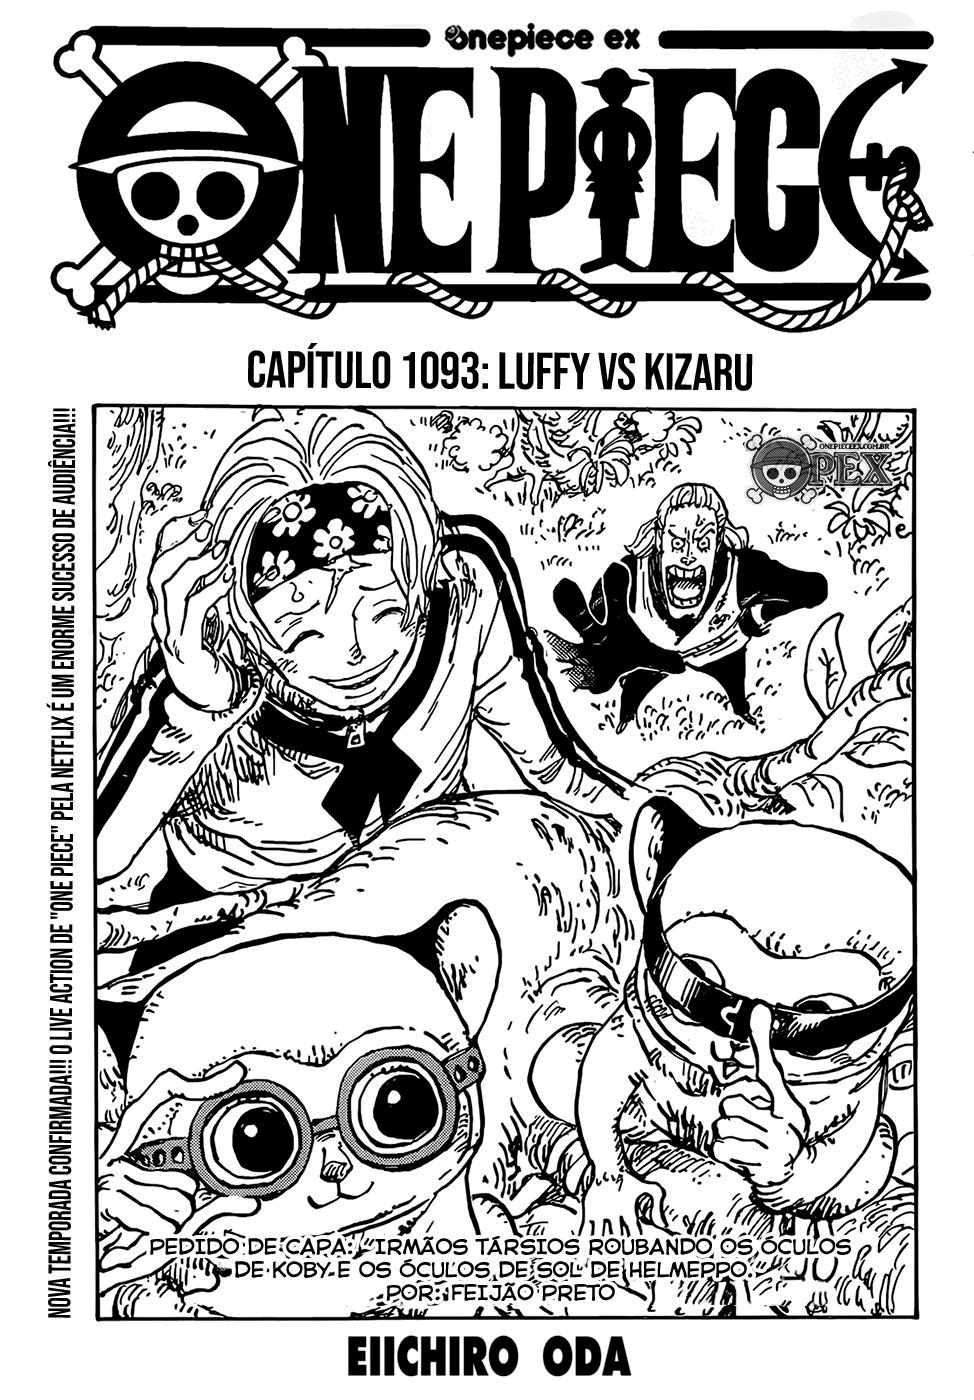 onepiece ex
ONE PIECE
CAPÍTULO 1093: LUFFY VS KIZARU
NOVA TEMPORADA CONFIRMADA!!! O LIVE ACTION DE "ONE PIECE" PELA NETFLIX É UM ENORME SUCESSO DE AUDÊNCIA!!!
ONEPIECEEX.COM.BR
OPEX
PEDIDO DE CAPA: "IRMÃOS TÁRSIOS ROUBANDO OS ÓCULOS
DE KOBY E OS ÓCULOS DE SOL DE HELMEPPO."
POR: FEIJÃO PRETO
EIICHIRO ODA